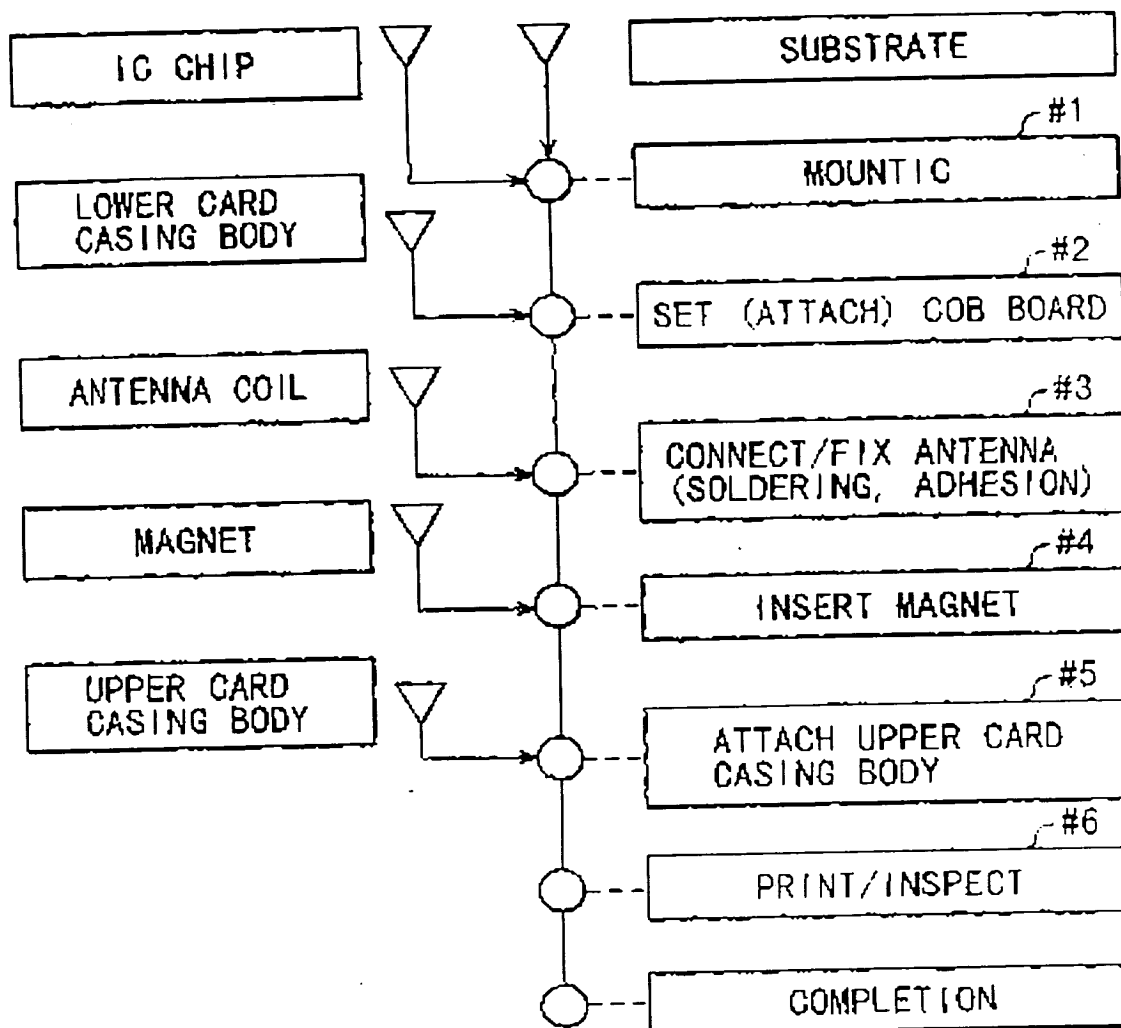 IC CHIP
SUBSTRATE
#1
MOUNTIC
LOWER CARD
CASING BODY
#2
SET (ATTACH) COB BOARD
ANTENNA COIL
#3
CONNECT/FIX ANTENNA
(SOLDERING, ADHESION)
MAGNET
#4
INSERT MAGNET
UPPER CARD
CASING BODY
#5
ATTACH UPPER CARD
CASING BODY
#6
PRINT/INSPECT
COMPLETION